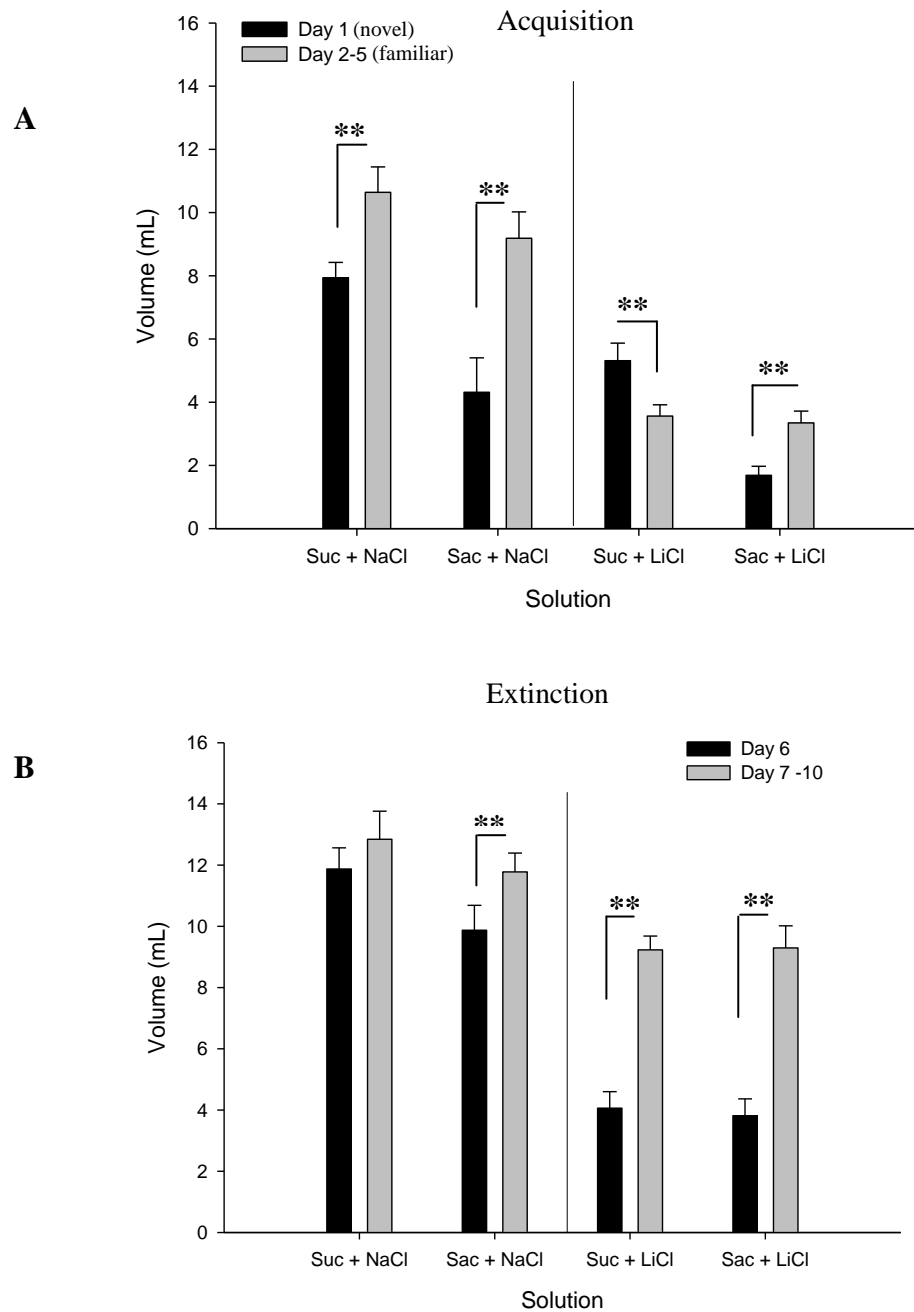 Acquisition
Day 1 (novel)
Day 2-5 (familiar)
A
Volume (mL)
16
14
12
10
8
6
4
2
0
**
**
**
**
Suc + NaCl Sac + NaCl Suc + LiCl Sac + LiCl
Solution
Extinction
B
Day 6
Day 7 -10
Volume (mL)
16
14
12
10
8
6
4
2
0
**
**
**
Suc + NaCl Sac + NaCl Suc + LiCl Sac + LiCl
Solution